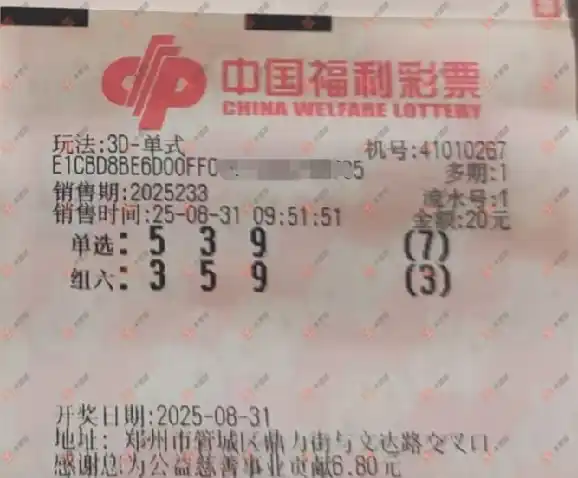 中国福利彩票
CHINA WELFARE LOTTERY
玩法:3D-单式 机号:41010267
E1CBD8BE6D00FF0 05 多期:1
销售期:2025233 流水号:1
销售时间:25-08-31 09:51:51 金额:20元
单选: 5 3 9 (7)
组六: 3 5 9 (3)
开奖日期:2025-08-31
地址: 郑州市管城区鼎力街与文达路交叉口
感谢您为公益慈善事业贡献6.80元